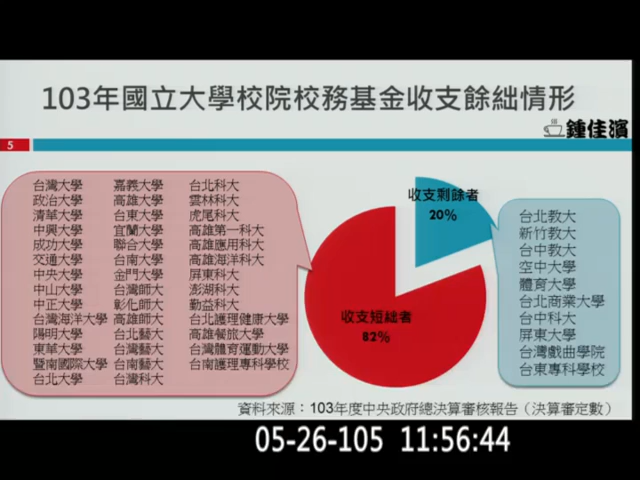 103年國立大學校院校務基金收支餘絀情形
鍾佳濱
5
台灣大學 嘉義大學 台北科大
政治大學 高雄大學 雲林科大
清華大學 台東大學 虎尾科大
中興大學 宜蘭大學 高雄第一科大
成功大學 聯合大學 高雄應用科大
交通大學 台南大學 高雄海洋科大
中央大學 金門大學 屏東科大
中山大學 台灣師大 澎湖科大
中正大學 彰化師大 勤益科大
台灣海洋大學 高雄師大 台北護理健康大學
陽明大學 台北藝大 高雄餐旅大學
東華大學 台灣藝大 台灣體育運動大學
暨南國際大學 台南藝大 台南護理專科學校
台北大學 台灣科大
收支剩餘者
20%
收支短絀者
82%
台北教大
新竹教大
台中教大
空中大學
體育大學
台北商業大學
台中科大
屏東大學
台灣戲曲學院
台東專科學校
資料來源：103年度中央政府總決算審核報告（決算審定數）
05-26-105 11:56:44